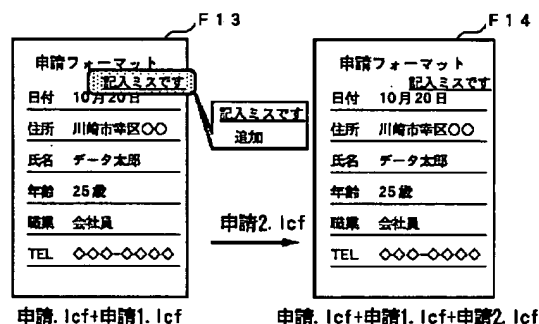 F13
申請フォーマット
記入ミスです
日付 10月20日
住所 川崎市幸区〇〇
氏名 データ太郎
年齢 25歳
職業 会社員
TEL ◇◇◇-◇◇◇◇
申請.lcf+申請1.lcf
記入ミスです
追加
申請2.lcf
F14
申請フォーマット
記入ミスです
日付 10月20日
住所 川崎市幸区〇〇
氏名 データ太郎
年齢 25歳
職業 会社員
TEL ◇◇◇-◇◇◇◇
申請.lcf+申請1.lcf+申請2.lcf